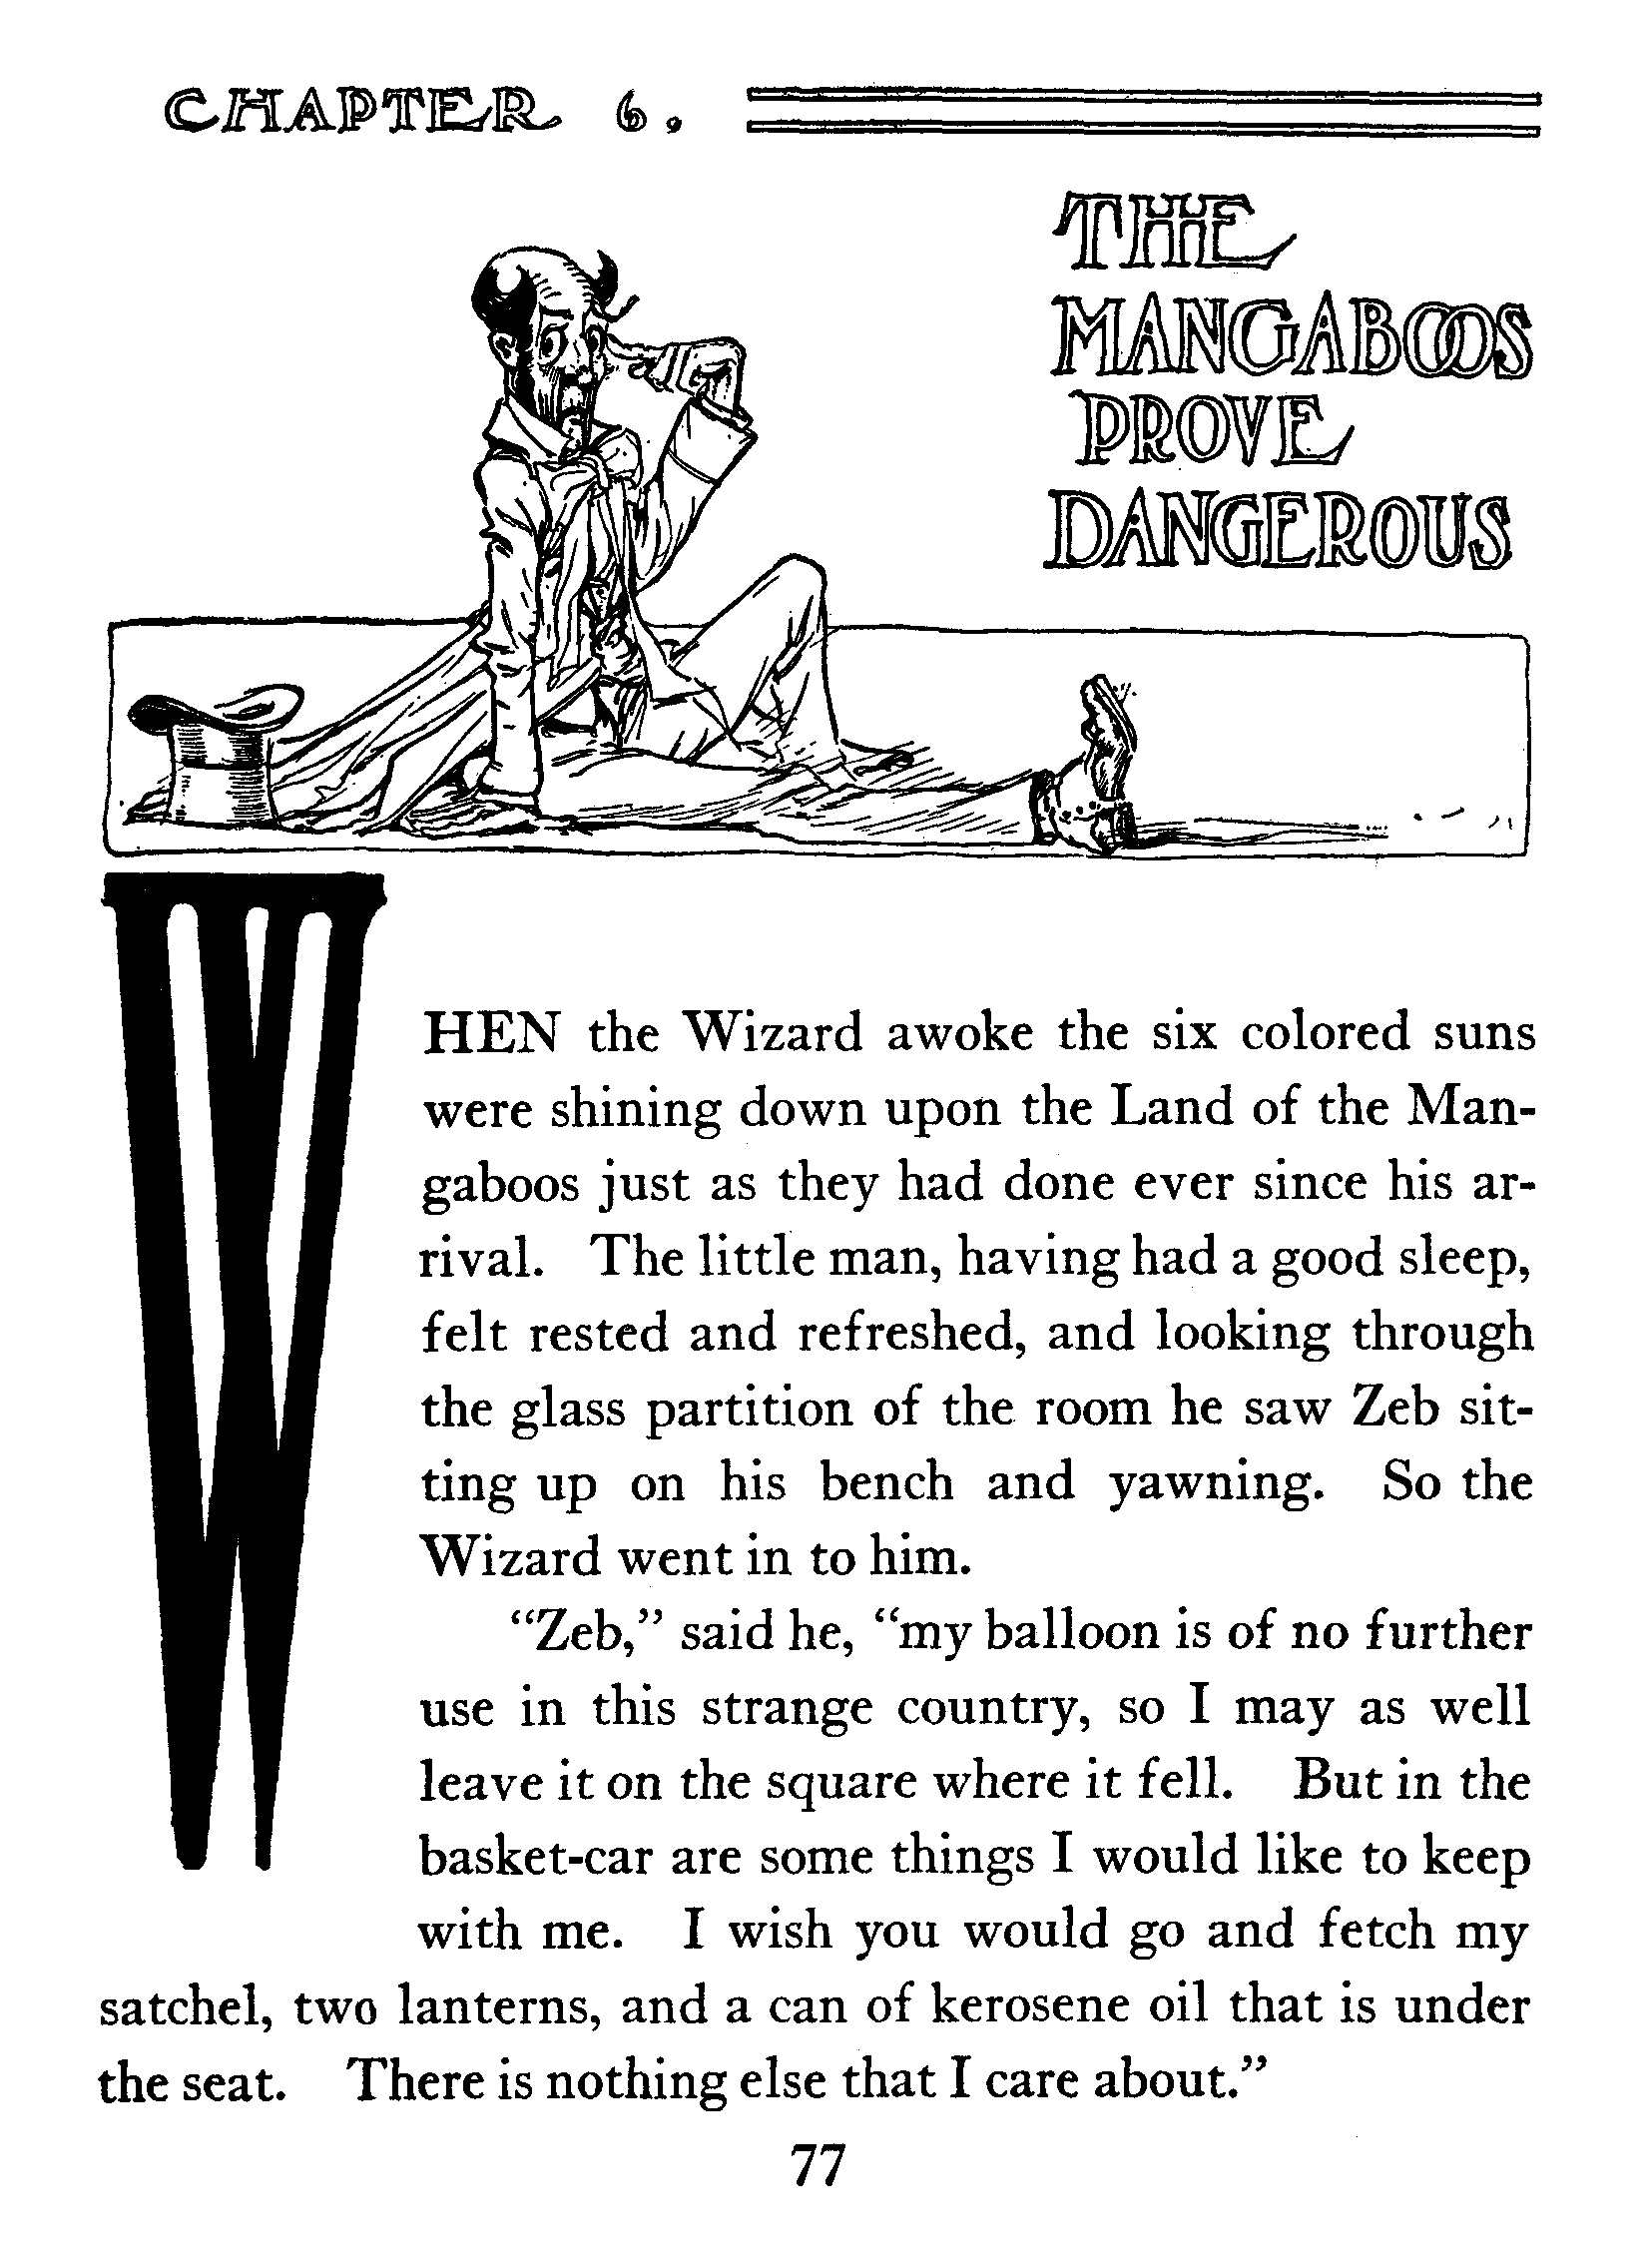 CHAPTER 6.
THE
MANGABOOS
PROVE
DANGEROUS
WHEN the Wizard awoke the six colored suns
were shining down upon the Land of the Man-
gaboos just as they had done ever since his ar-
rival. The little man, having had a good sleep,
felt rested and refreshed, and looking through
the glass partition of the room he saw Zeb sit-
ting up on his bench and yawning. So the
Wizard went in to him.
"Zeb," said he, "my balloon is of no further
use in this strange country, so I may as well
leave it on the square where it fell. But in the
basket-car are some things I would like to keep
with me. I wish you would go and fetch my
satchel, two lanterns, and a can of kerosene oil that is under
the seat. There is nothing else that I care about."
77